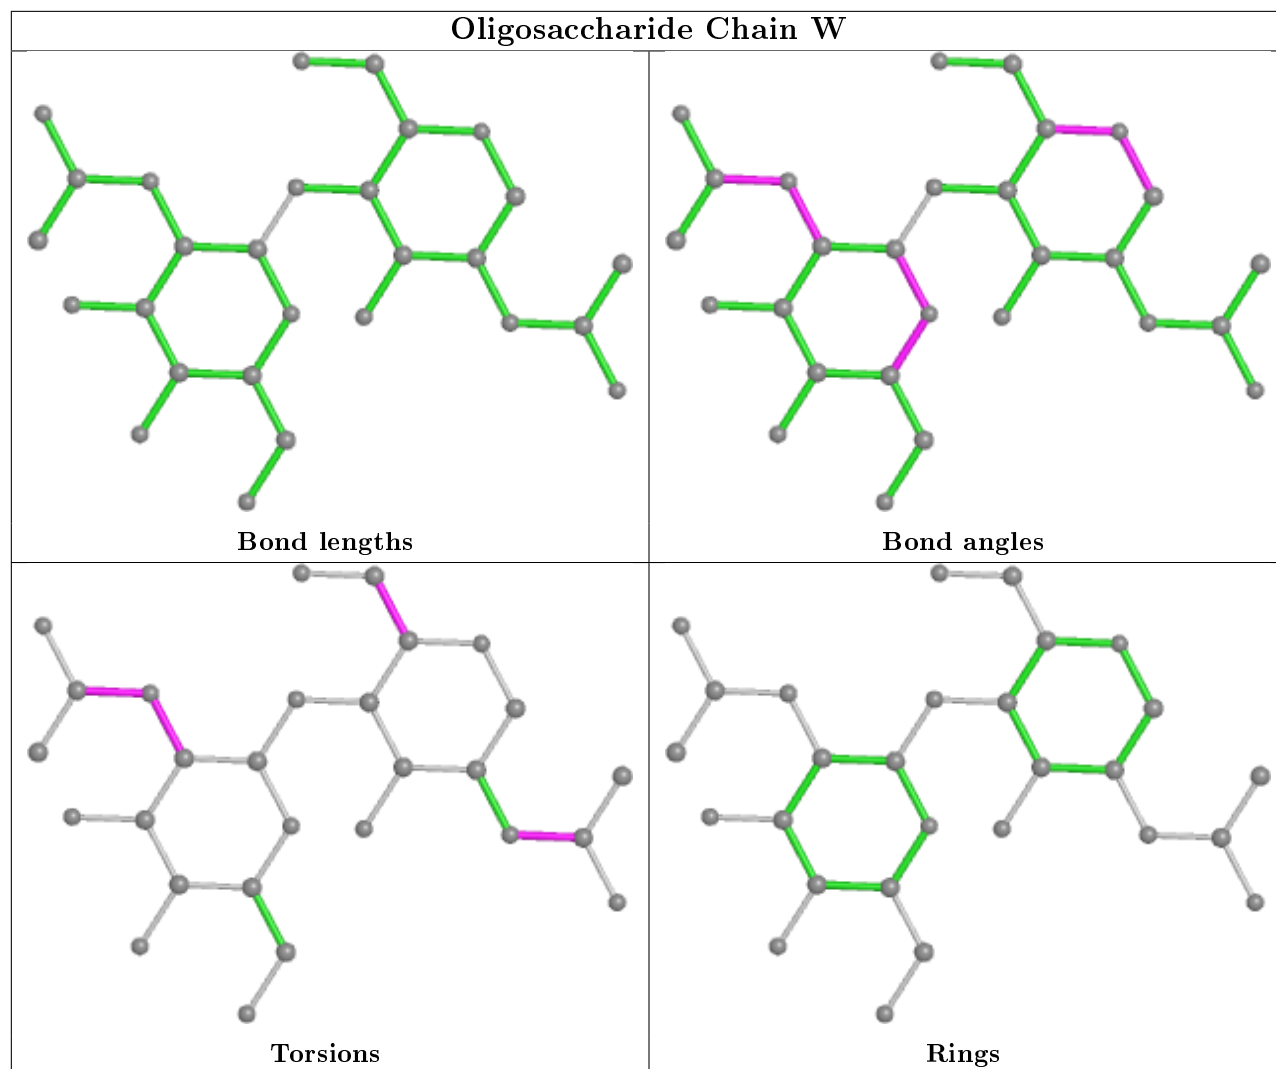 Oligosaccharide Chain W
Bond lengths
Bond angles
Torsions
Rings